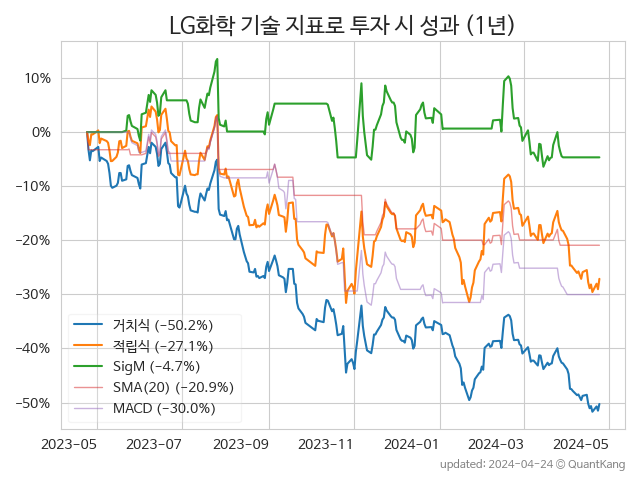 LG화학 기술 지표로 투자 시 성과 (1년)
10%
0%
−10%
−20%
−30%
−40%
−50%
거치식 (−50.2%)
적립식 (−27.1%)
SigM (−4.7%)
SMA(20) (−20.9%)
MACD (−30.0%)
2023-05
2023-07
2023-09
2023-11
2024-01
2024-03
2024-05
updated: 2024-04-24 © QuantKang